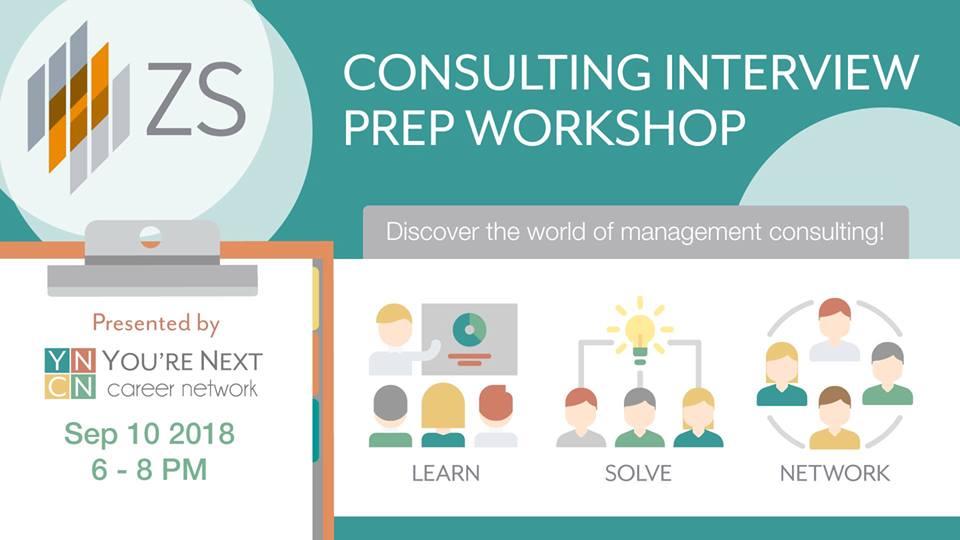 ZS
CONSULTING INTERVIEW
PREP WORKSHOP
Discover the world of management consulting!
Presented by
YN
CN
YOU'RE NEXT
career network
Sep 10 2018
6 - 8 PM
LEARN
SOLVE
NETWORK